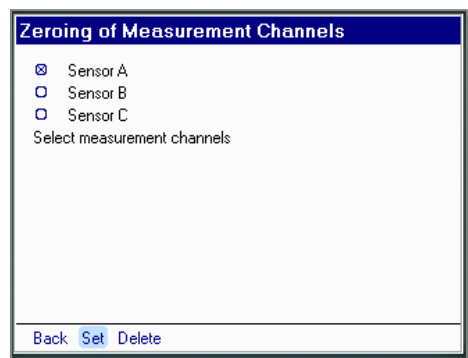 Zeroing of Measurement Channels
Sensor A
Sensor B
Sensor C
Select measurement channels
Back Set Delete